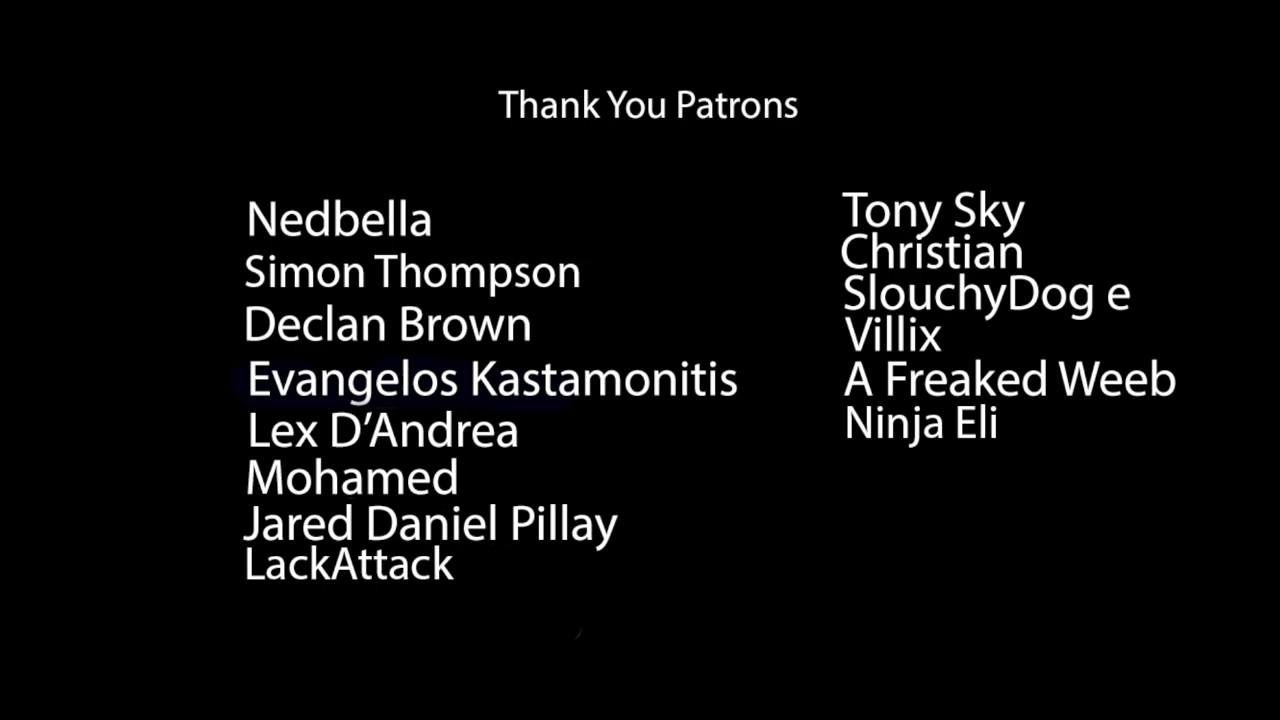 Thank You Patrons
Nedbella
Simon Thompson
Declan Brown
Evangelos Kastamonitis
Lex D’Andrea
Mohamed
Jared Daniel Pillay
LackAttack
Tony Sky
Christian
SlouchyDog e
Villix
A Freaked Weeb
Ninja Eli